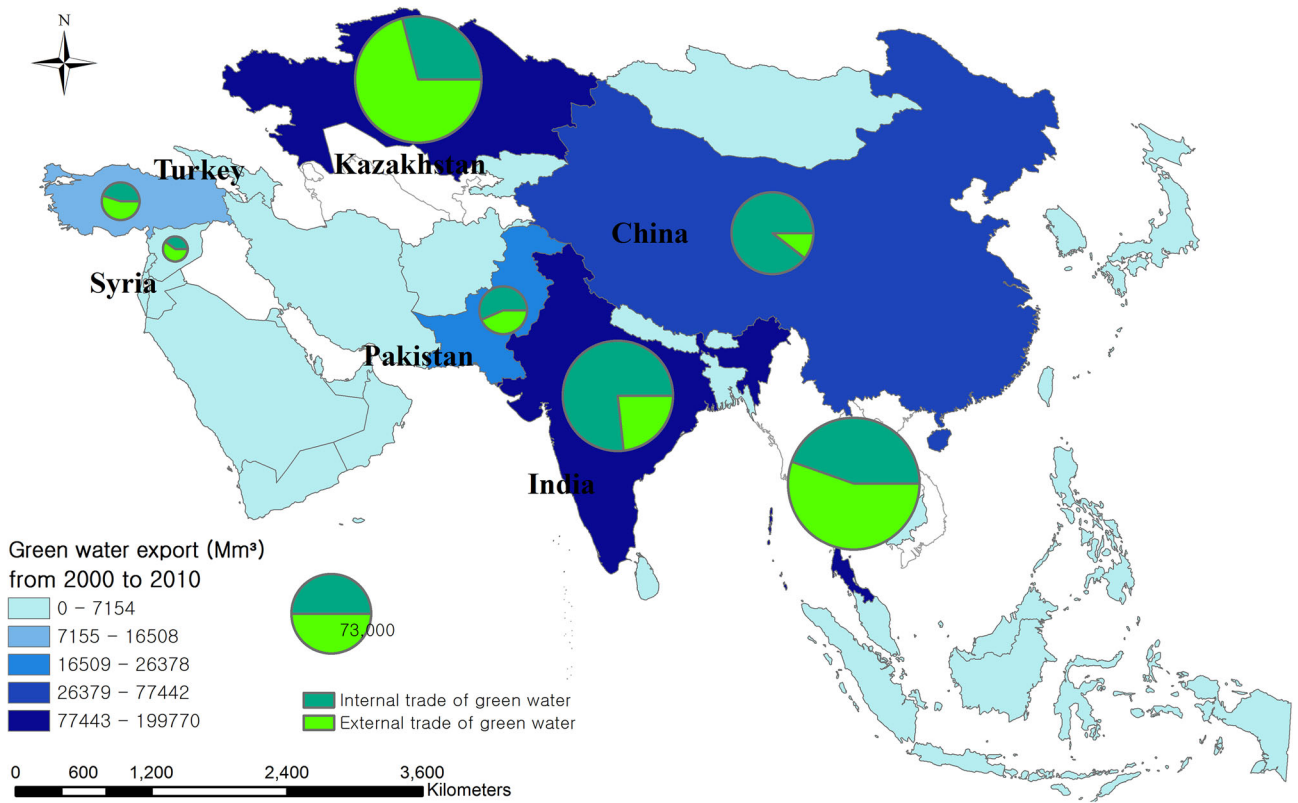 N
Turkey
Kazakhstan
China
Syria
Pakistan
India
Green water export (Mm³)
from 2000 to 2010
0 – 7154
7155 – 16508
16509 – 26378
26379 – 77442
77443 – 199770
73,000
Internal trade of green water
External trade of green water
0 600 1,200 2,400 3,600
Kilometers